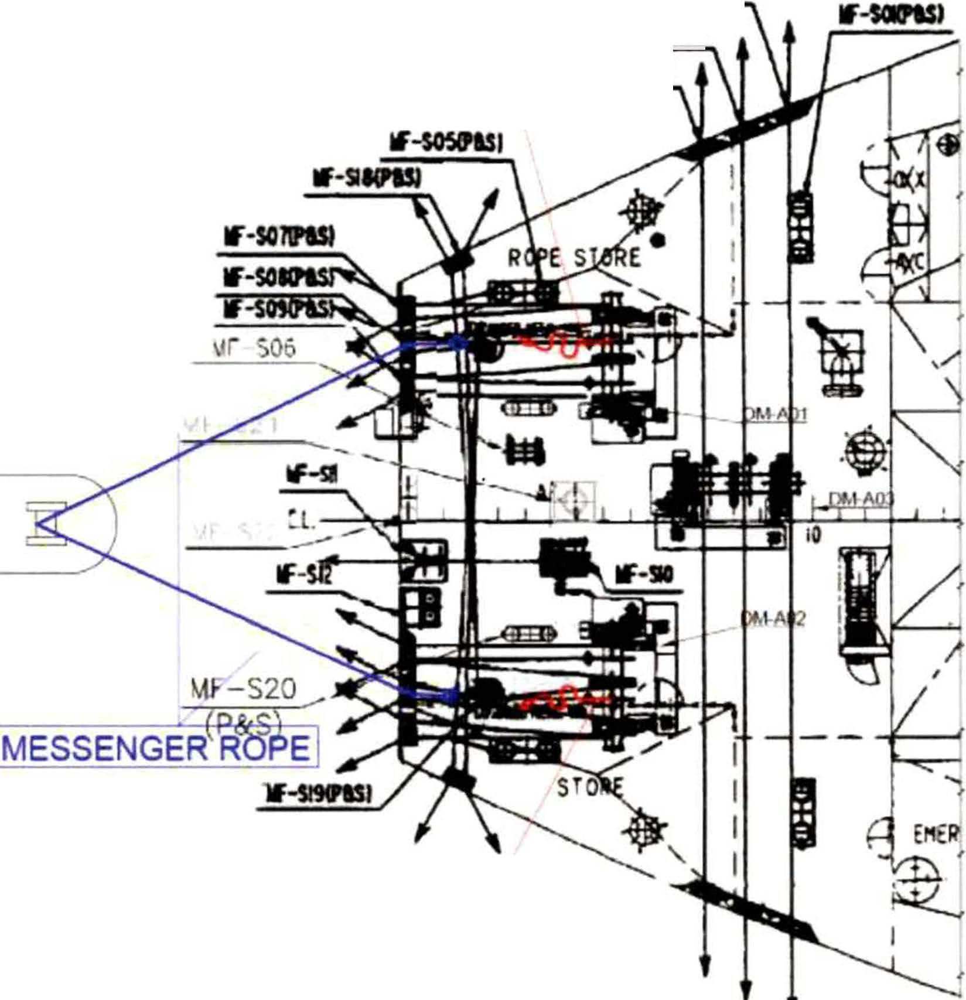 MF-S01(P&S)
MF-S05(P&S)
MF-S18(P&S)
MF-S07(P&S)
ROPE STORE
MF-S08(P&S)
MF-S09(P&S)
MF-S06
DM-A01
MF-S11
DM-A03
C.L.
10
MF-S12
MF-S10
DM-A02
MF-S20
(P&S)
MESSENGER ROPE
STORE
MF-S19(P&S)
EMER